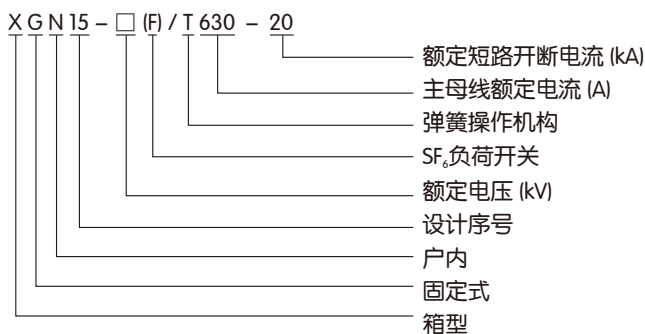 XGN15-□(F)/T630-20
额定短路开断电流(kA)
主母线额定电流(A)
弹簧操作机构
SF₆负荷开关
额定电压(kV)
设计序号
户内
固定式
箱型